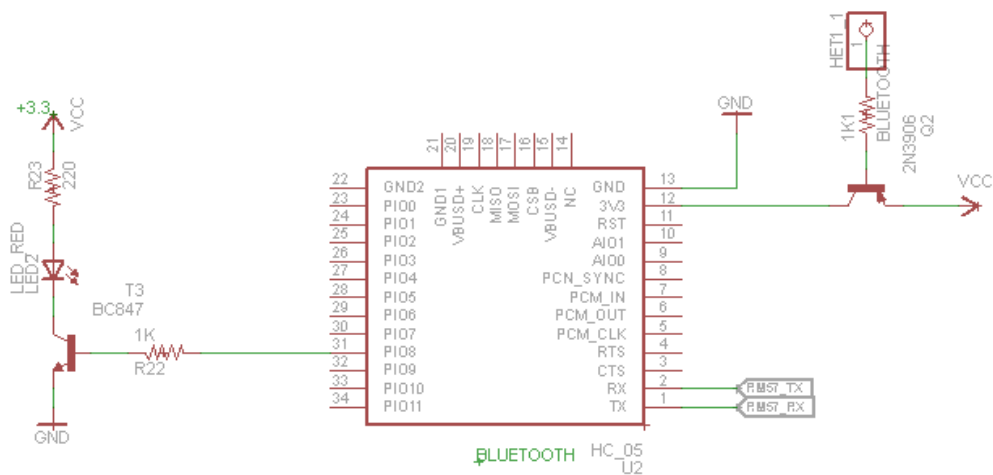 +3.3
VCC
R23
220
LED_RED
LED2
T3
BC847
1K
R22
GND
21
20
19
18
17
16
15
14
GND1
VBUSD+
CLK
MISO
MOSI
CSB
VBUSD-
NC
22 GND2
23 PIO0
24 PIO1
25 PIO2
26 PIO3
27 PIO4
28 PIO5
29 PIO6
30 PIO7
31 PIO8
32 PIO9
33 PIO10
34 PIO11
GND 13
3V3 12
RST 11
AIO1 10
AIO0 9
PCN_SYNC 8
PCM_IN 7
PCM_OUT 6
PCM_CLK 5
RTS 4
CTS 3
RX 2
TX 1
RM57_TX
RM57_RX
BLUETOOTH
HC_05
U2
GND
HET1_1
1
BLUETOOTH
1K1
2N3906
Q2
VCC